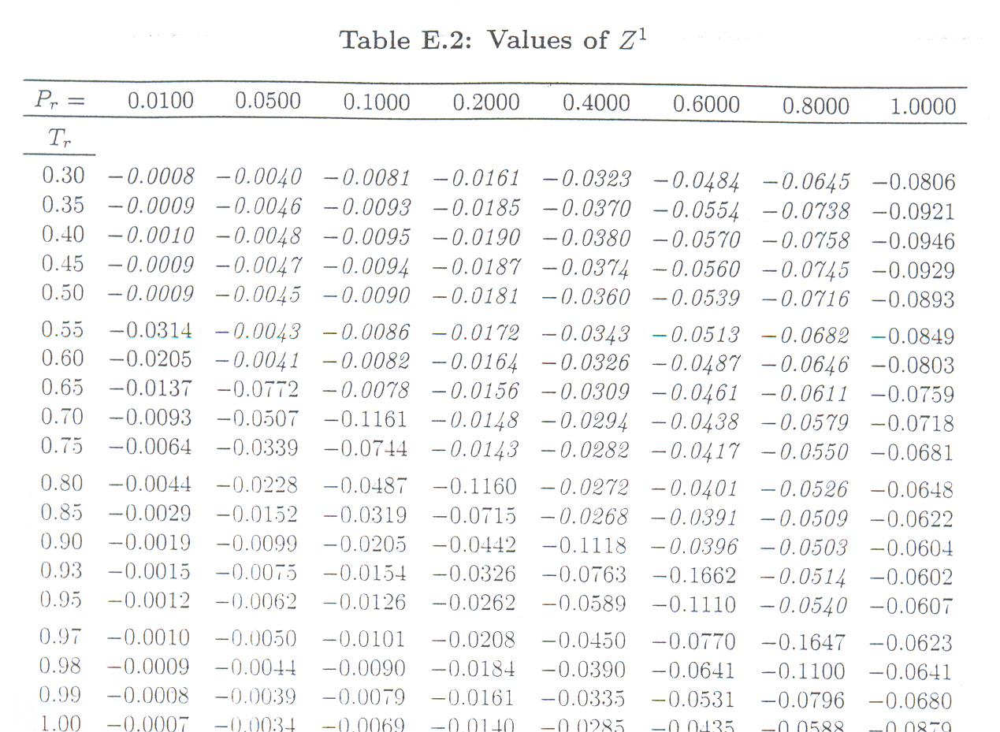 Table E.2: Values of Z¹
Pᵣ = 0.0100 0.0500 0.1000 0.2000 0.4000 0.6000 0.8000 1.0000
Tᵣ
0.30 −0.0008 −0.0040 −0.0081 −0.0161 −0.0323 −0.0484 −0.0645 −0.0806
0.35 −0.0009 −0.0046 −0.0093 −0.0185 −0.0370 −0.0554 −0.0738 −0.0921
0.40 −0.0010 −0.0048 −0.0095 −0.0190 −0.0380 −0.0570 −0.0758 −0.0946
0.45 −0.0009 −0.0047 −0.0094 −0.0187 −0.0374 −0.0560 −0.0745 −0.0929
0.50 −0.0009 −0.0045 −0.0090 −0.0181 −0.0360 −0.0539 −0.0716 −0.0893
0.55 −0.0314 −0.0043 −0.0086 −0.0172 −0.0343 −0.0513 −0.0682 −0.0849
0.60 −0.0205 −0.0041 −0.0082 −0.0164 −0.0326 −0.0487 −0.0646 −0.0803
0.65 −0.0137 −0.0772 −0.0078 −0.0156 −0.0309 −0.0461 −0.0611 −0.0759
0.70 −0.0093 −0.0507 −0.1161 −0.0148 −0.0294 −0.0438 −0.0579 −0.0718
0.75 −0.0064 −0.0339 −0.0744 −0.0143 −0.0282 −0.0417 −0.0550 −0.0681
0.80 −0.0044 −0.0228 −0.0487 −0.1160 −0.0272 −0.0401 −0.0526 −0.0648
0.85 −0.0029 −0.0152 −0.0319 −0.0715 −0.0268 −0.0391 −0.0509 −0.0622
0.90 −0.0019 −0.0099 −0.0205 −0.0442 −0.1118 −0.0396 −0.0503 −0.0604
0.93 −0.0015 −0.0075 −0.0154 −0.0326 −0.0763 −0.1662 −0.0514 −0.0602
0.95 −0.0012 −0.0062 −0.0126 −0.0262 −0.0589 −0.1110 −0.0540 −0.0607
0.97 −0.0010 −0.0050 −0.0101 −0.0208 −0.0450 −0.0770 −0.1647 −0.0623
0.98 −0.0009 −0.0044 −0.0090 −0.0184 −0.0390 −0.0641 −0.1100 −0.0641
0.99 −0.0008 −0.0039 −0.0079 −0.0161 −0.0335 −0.0531 −0.0796 −0.0680
1.00 −0.0007 −0.0034 −0.0069 −0.0140 −0.0285 −0.0435 −0.0588 −0.0879